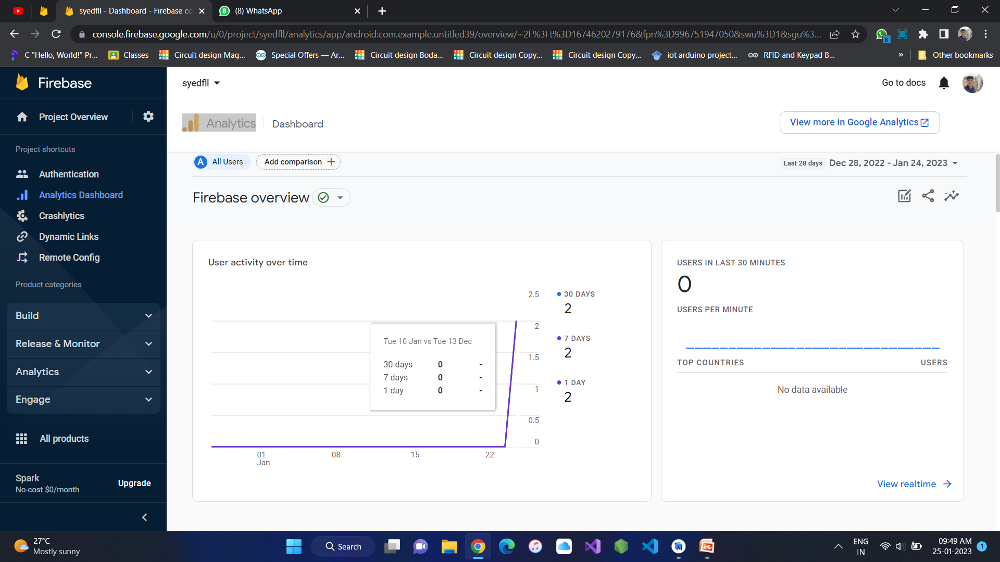 syedfll - Dashboard - Firebase co
(8) WhatsApp
console.firebase.google.com/u/0/project/syedfll/analytics/app/android:com.example.untitled39/overview/~2F%3Ft%3D1674620279176&fpn%3D996751947050&swu%3D1&sgu%3...
8
C "Hello, World!" Pr...
Classes
Circuit design Mag...
Special Offers — Ar...
Circuit design Boda...
Circuit design Copy...
Circuit design Copy...
iot arduino project...
RFID and Keypad B...
»
Other bookmarks
Firebase
syedfll
Go to docs
Project Overview
Analytics
Dashboard
View more in Google Analytics
Project shortcuts
Authentication
Analytics Dashboard
Crashlytics
Dynamic Links
Remote Config
Product categories
Build
Release & Monitor
Analytics
Engage
All products
Spark
No-cost $0/month
Upgrade
A All Users
Add comparison +
Last 28 days Dec 28, 2022 - Jan 24, 2023
Firebase overview
User activity over time
2.5
2
1.5
1
0.5
0
01
Jan
08
15
22
Tue 10 Jan vs Tue 13 Dec
30 days 0 -
7 days 0 -
1 day 0 -
30 DAYS
2
7 DAYS
2
1 DAY
2
USERS IN LAST 30 MINUTES
0
USERS PER MINUTE
TOP COUNTRIES USERS
No data available
View realtime
27°C
Mostly sunny
Search
ENG
IN
09:49 AM
25-01-2023
1